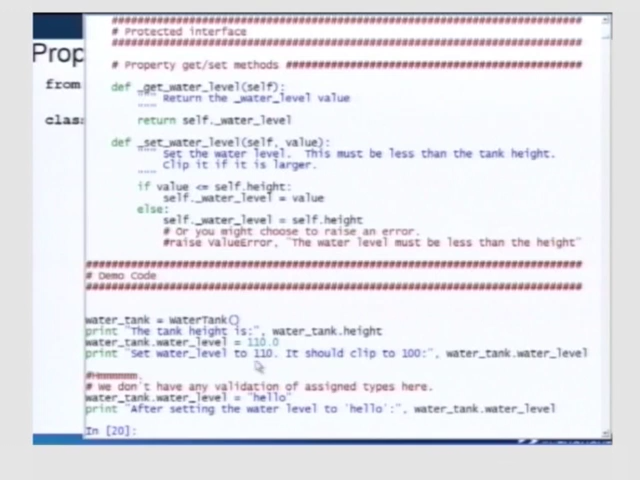 ################################################################
# Protected interface
################################################################
# Property get/set methods ########################################
Prop
from
class
def _get_water_level(self):
""" Return the _water_level value
"""
return self._water_level
def _set_water_level(self, value):
""" Set the water level.  This must be less than the tank height.
Clip it if it is larger.
"""
if value <= self.height:
self._water_level = value
else:
self._water_level = self.height
# Or you might choose to raise an error.
#raise ValueError, "The water level must be less than the height"
################################################################
# Demo Code
################################################################
water_tank = WaterTank()
print "The tank height is:", water_tank.height
water_tank.water_level = 110.0
print "Set water_level to 110. It should clip to 100:", water_tank.water_level
#Hmmmmmm.
# we don't have any validation of assigned types here.
water_tank.water_level = "hello"
print "After setting the water level to 'hello':", water_tank.water_level
In [20]: